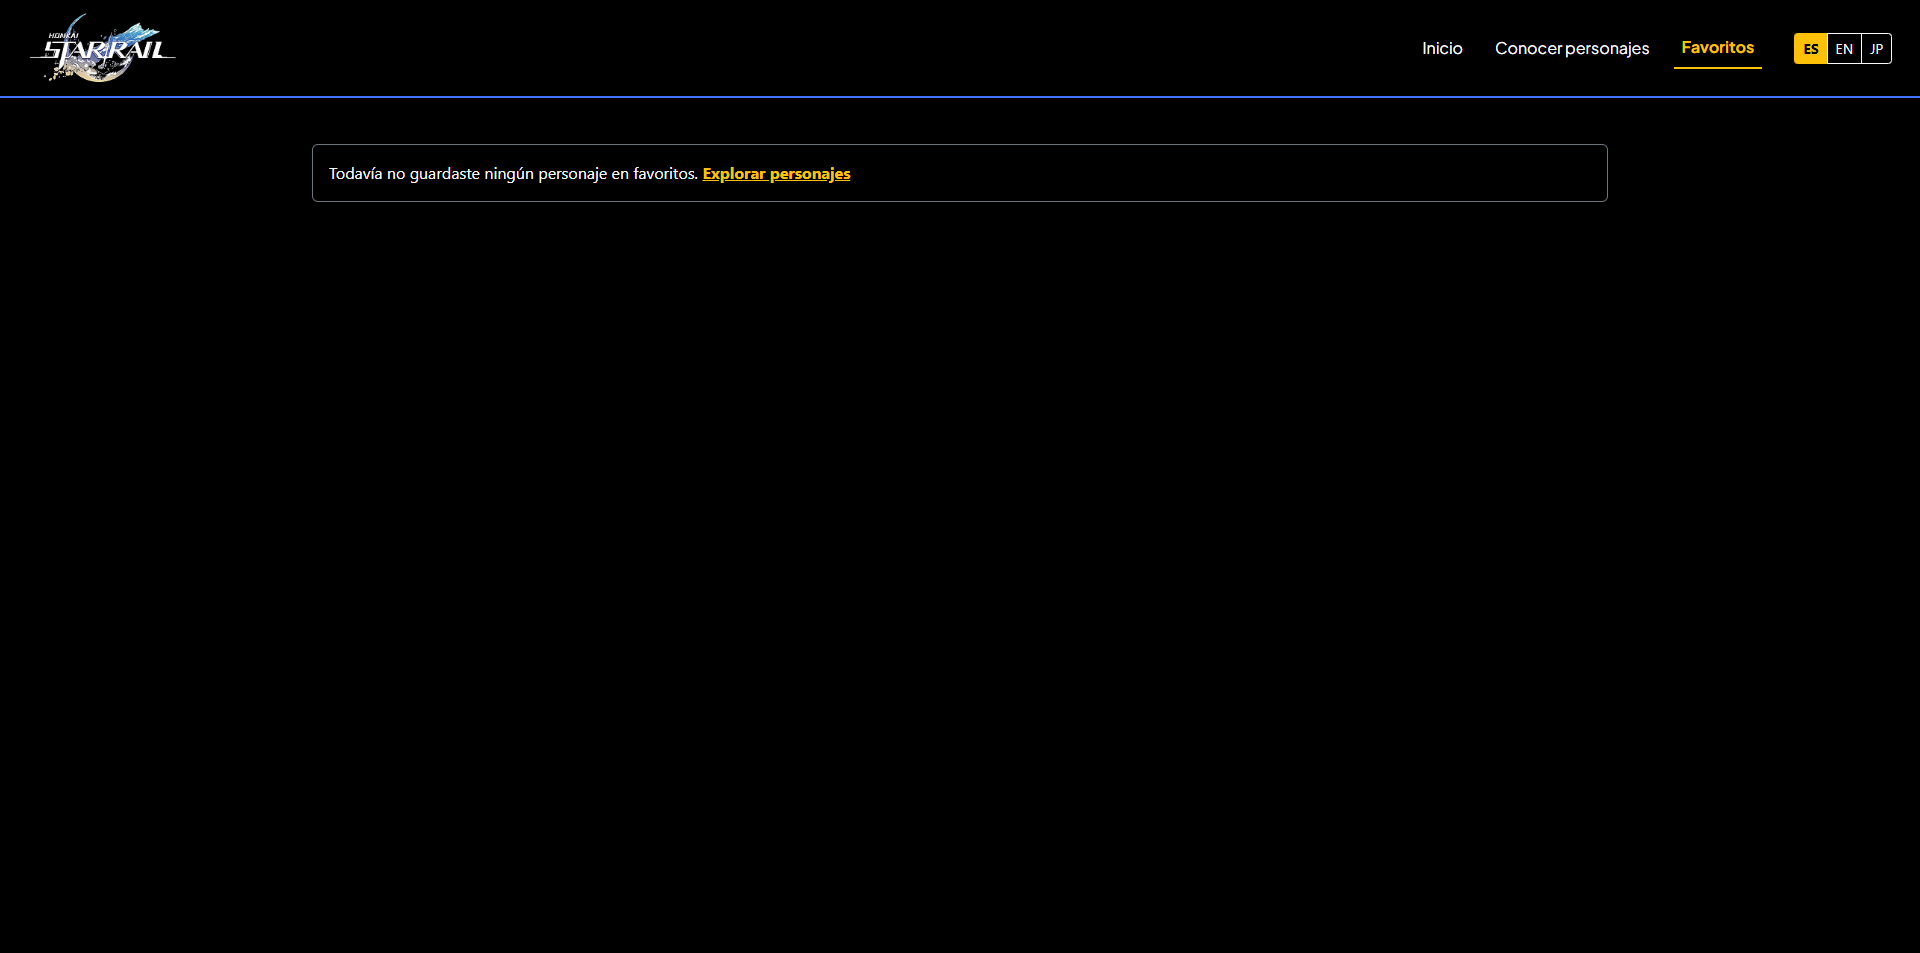 HONKAI
STAR RAIL
Inicio
Conocer personajes
Favoritos
ES
EN
JP
Todavía no guardaste ningún personaje en favoritos. Explorar personajes